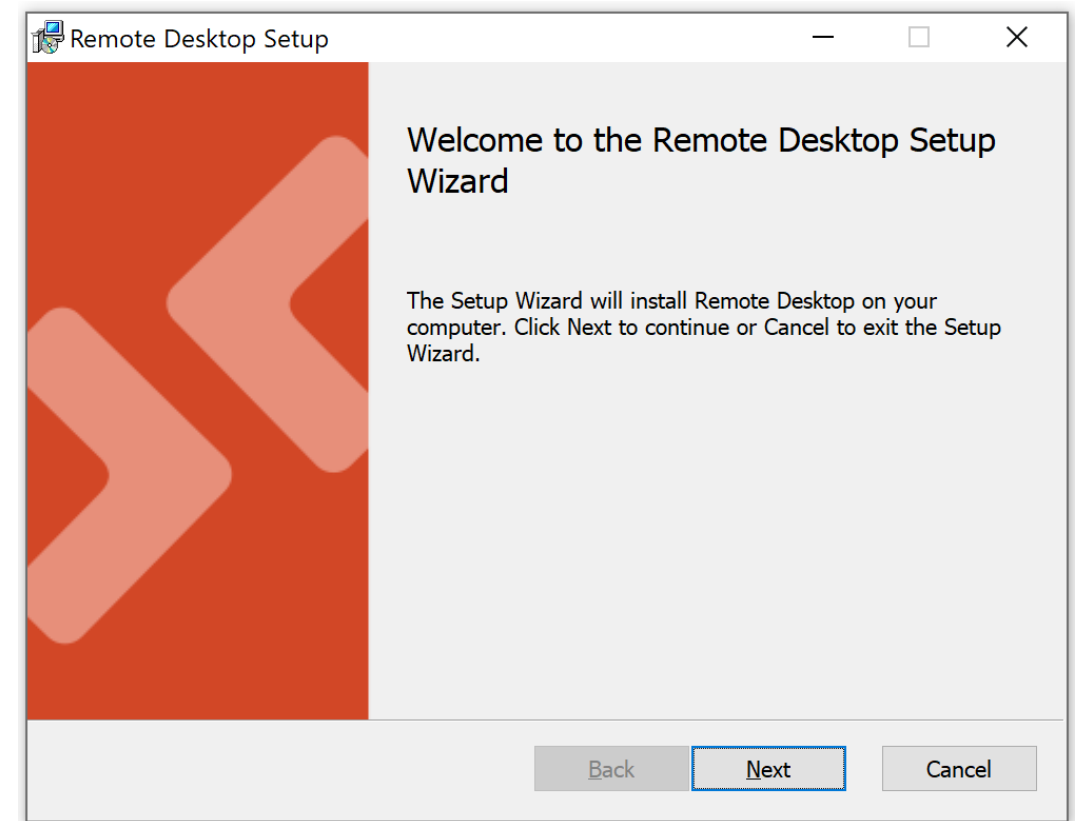 Remote Desktop Setup
Welcome to the Remote Desktop Setup
Wizard
The Setup Wizard will install Remote Desktop on your
computer. Click Next to continue or Cancel to exit the Setup
Wizard.
Back
Next
Cancel